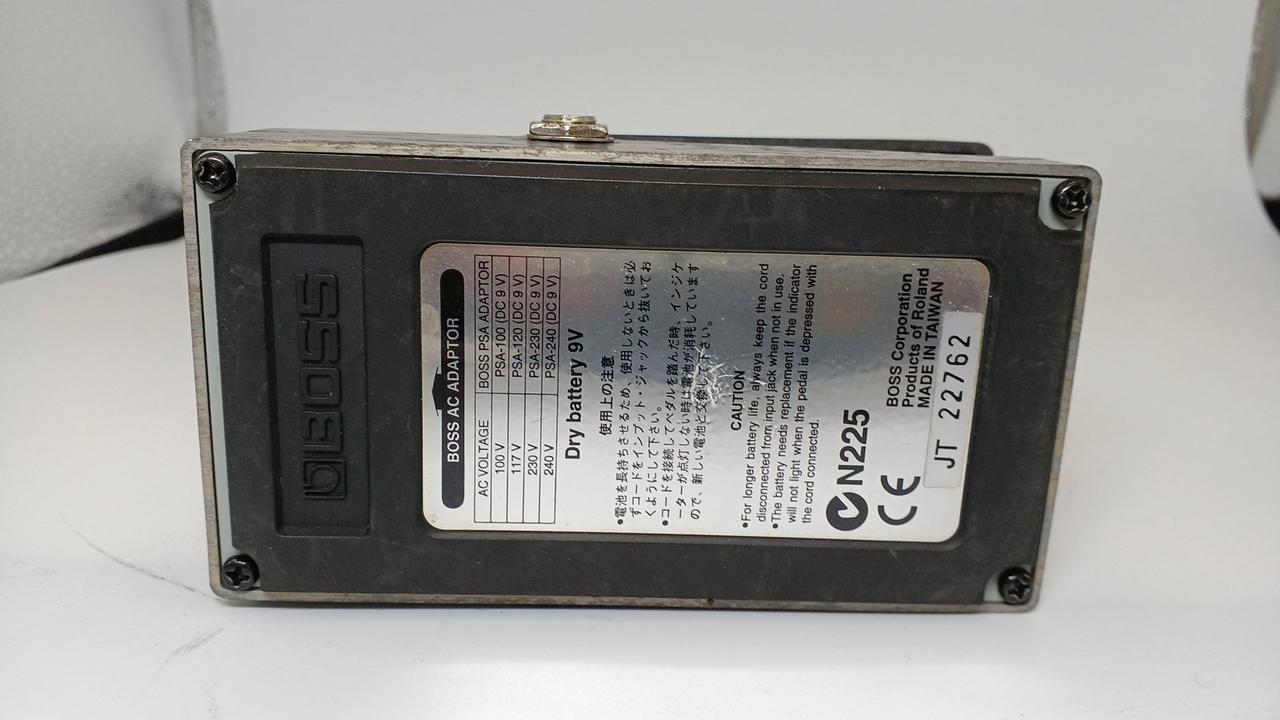 BOSS
BOSS AC ADAPTOR
AC VOLTAGE BOSS PSA ADAPTOR
100 V PSA-100 (DC 9 V)
117 V PSA-120 (DC 9 V)
230 V PSA-230 (DC 9 V)
240 V PSA-240 (DC 9 V)
Dry battery 9V
使用上の注意
•電池を長持ちさせるため、使用しないときは必
ずコードをインプット・ジャックから抜いてお
くようにして下さい。
•コードを接続してペダルを踏んだ時、インジケ
ーターが点灯しない時は電池が消耗しています
ので、新しい電池と交換して下さい。
CAUTION
•For longer battery life, always keep the cord
disconnected from input jack when not in use.
•The battery needs replacement if the indicator
will not light when the pedal is depressed with
the cord connected.
N225
CE
BOSS Corporation
Products of Roland
MADE IN TAIWAN
JT 22762